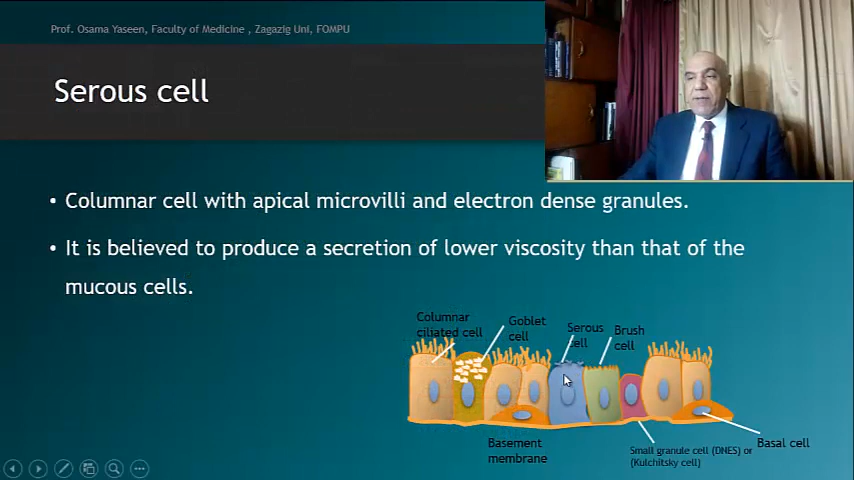 Prof. Osama Yaseen, Faculty of Medicine , Zagazig Uni, FOMPU
Serous cell
• Columnar cell with apical microvilli and electron dense granules.
• It is believed to produce a secretion of lower viscosity than that of the
mucous cells.
Columnar
ciliated cell
Goblet
cell
Serous
cell
Brush
cell
Basement
membrane
Small granule cell (DNES) or
(Kulchitsky cell)
Basal cell